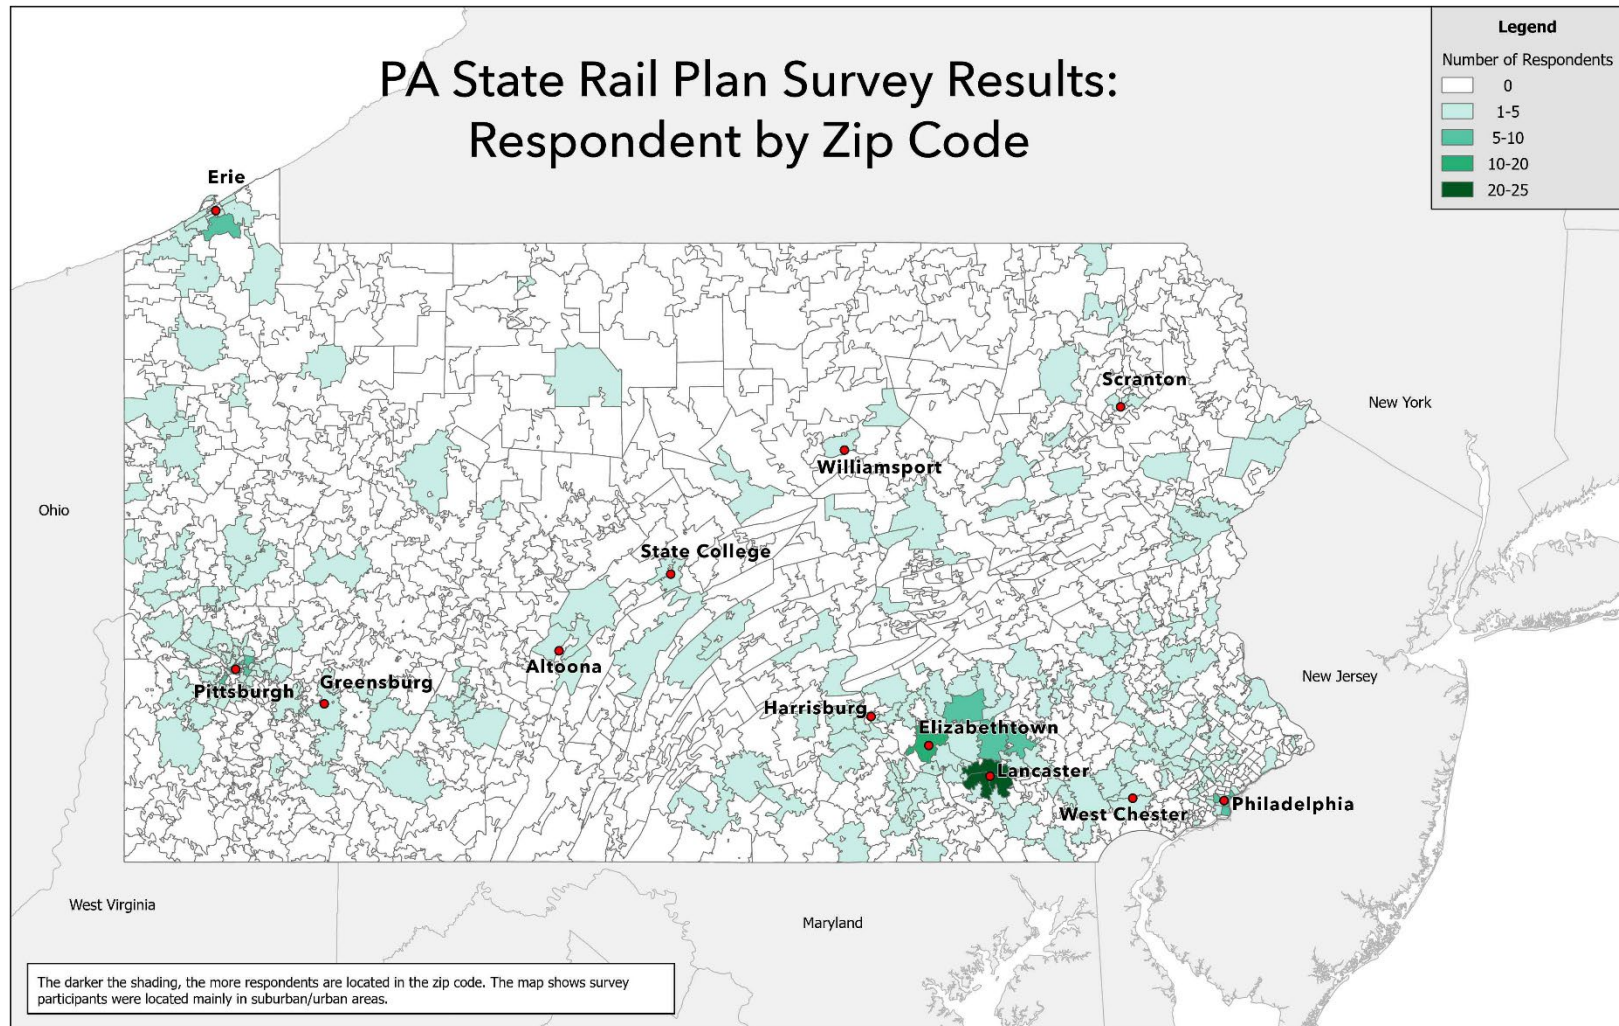 PA State Rail Plan Survey Results:
Respondent by Zip Code
Legend
Number of Respondents
0
1-5
5-10
10-20
20-25
Erie
Scranton
New York
Williamsport
Ohio
State College
Altoona
Pittsburgh
Greensburg
New Jersey
Harrisburg
Elizabethtown
Lancaster
West Chester
Philadelphia
West Virginia
Maryland
The darker the shading, the more respondents are located in the zip code. The map shows survey
participants were located mainly in suburban/urban areas.